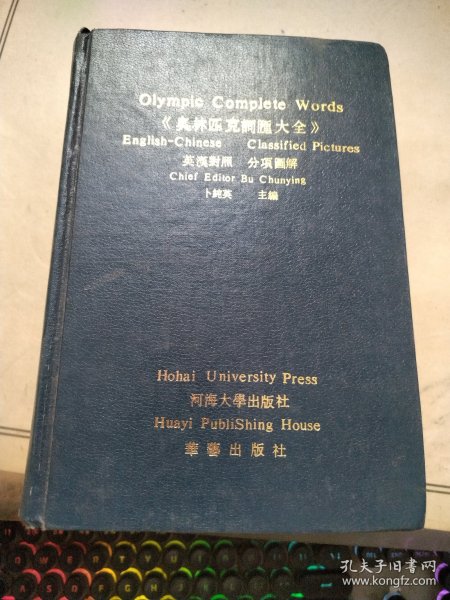 Olympic Complete Words
《奧林匹克詞匯大全》
English-Chinese Classified Pictures
英漢對照 分項圖解
Chief Editor Bu Chunying
卜純英 主編
Hohai University Press
河海大學出版社
Huayi PubliShing House
華藝出版社
孔夫子旧书网
www.kongfz.com